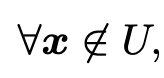 ∀𝒙 ∉ U,